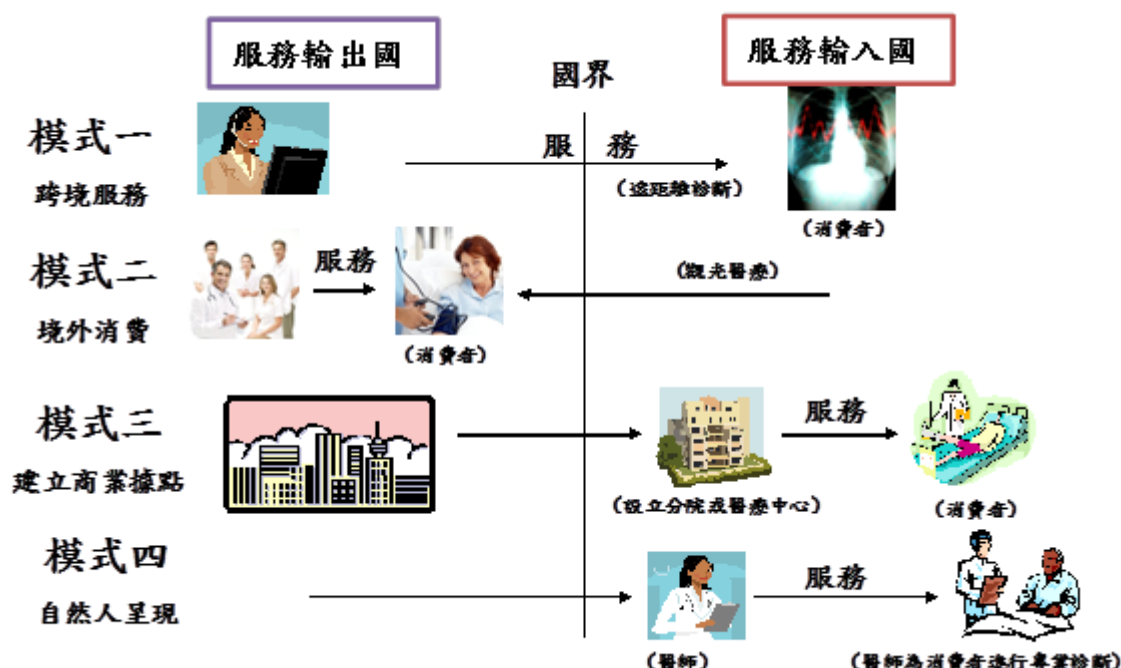 服務輸出國
服務輸入國
國界
模式一
跨境服務
服務
(遠距離診斷)
(消費者)
模式二
境外消費
服務
(消費者)
(觀光醫療)
模式三
建立商業據點
(設立分院或醫療中心)
服務
(消費者)
模式四
自然人呈現
(醫師)
服務
(醫師為消費者進行專業診斷)